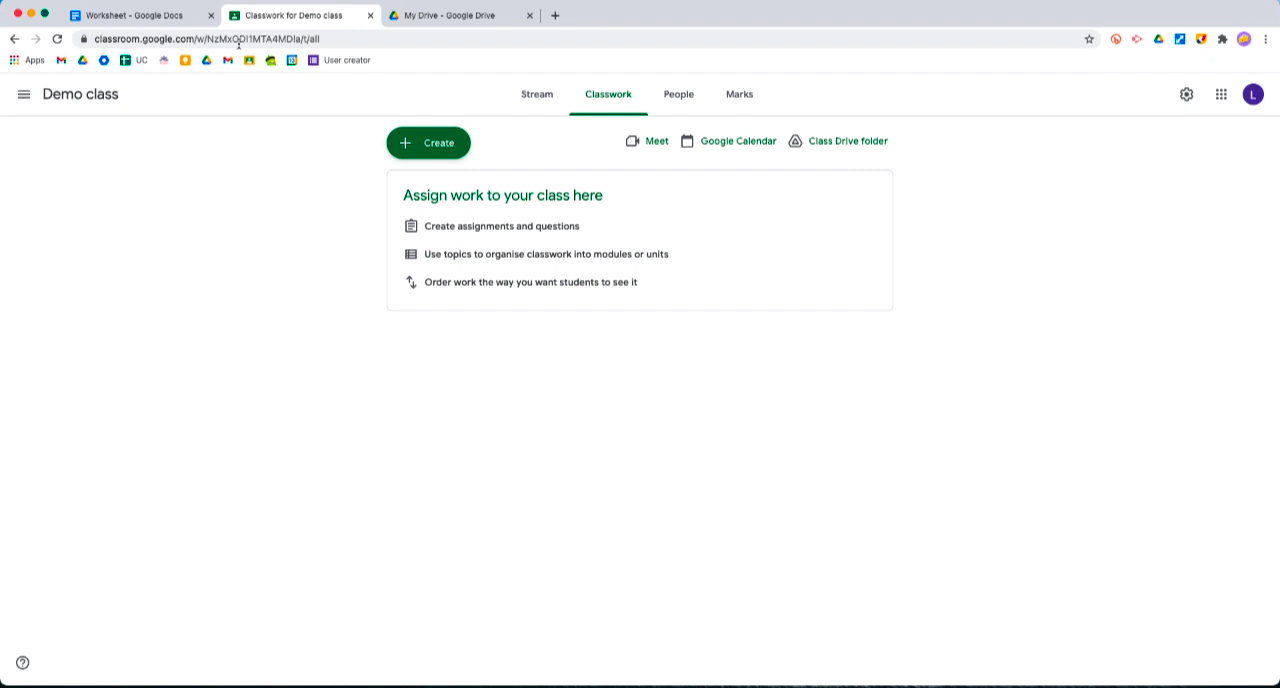 Worksheet - Google Docs
Classwork for Demo class
My Drive - Google Drive
classroom.google.com/w/NzMxODI1MTA4MDIa/t/all
Apps
UC
User creator
Demo class
Stream
Classwork
People
Marks
L
Create
Meet
Google Calendar
Class Drive folder
Assign work to your class here
Create assignments and questions
Use topics to organise classwork into modules or units
Order work the way you want students to see it